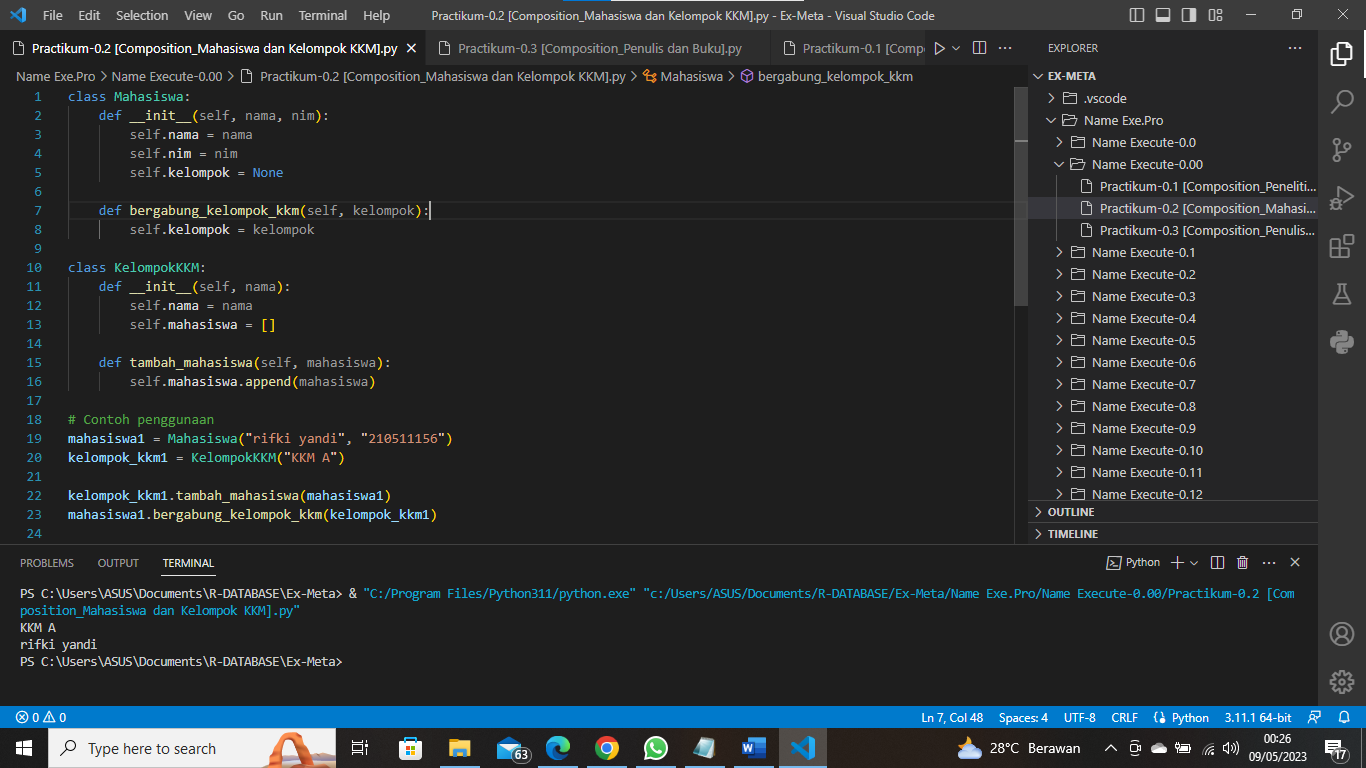 File Edit Selection View Go Run Terminal Help Practikum-0.2 [Composition_Mahasiswa dan Kelompok KKM].py - Ex-Meta - Visual Studio Code
Practikum-0.2 [Composition_Mahasiswa dan Kelompok KKM].py Practikum-0.3 [Composition_Penulis dan Buku].py Practikum-0.1 [Comp
Name Exe.Pro > Name Execute-0.00 > Practikum-0.2 [Composition_Mahasiswa dan Kelompok KKM].py > Mahasiswa > bergabung_kelompok_kkm
1 class Mahasiswa:
2 def __init__(self, nama, nim):
3 self.nama = nama
4 self.nim = nim
5 self.kelompok = None
6
7 def bergabung_kelompok_kkm(self, kelompok):
8 self.kelompok = kelompok
9
10 class KelompokKKM:
11 def __init__(self, nama):
12 self.nama = nama
13 self.mahasiswa = []
14
15 def tambah_mahasiswa(self, mahasiswa):
16 self.mahasiswa.append(mahasiswa)
17
18 # Contoh penggunaan
19 mahasiswa1 = Mahasiswa("rifki yandi", "210511156")
20 kelompok_kkm1 = KelompokKKM("KKM A")
21
22 kelompok_kkm1.tambah_mahasiswa(mahasiswa1)
23 mahasiswa1.bergabung_kelompok_kkm(kelompok_kkm1)
24
EXPLORER
EX-META
.vscode
Name Exe.Pro
Name Execute-0.0
Name Execute-0.00
Practikum-0.1 [Composition_Peneliti...
Practikum-0.2 [Composition_Mahasi...
Practikum-0.3 [Composition_Penulis...
Name Execute-0.1
Name Execute-0.2
Name Execute-0.3
Name Execute-0.4
Name Execute-0.5
Name Execute-0.6
Name Execute-0.7
Name Execute-0.8
Name Execute-0.9
Name Execute-0.10
Name Execute-0.11
Name Execute-0.12
OUTLINE
TIMELINE
PROBLEMS OUTPUT TERMINAL Python
PS C:\Users\ASUS\Documents\R-DATABASE\Ex-Meta> & "C:/Program Files/Python311/python.exe" "c:/Users/ASUS/Documents/R-DATABASE/Ex-Meta/Name Exe.Pro/Name Execute-0.00/Practikum-0.2 [Com
position_Mahasiswa dan Kelompok KKM].py"
KKM A
rifki yandi
PS C:\Users\ASUS\Documents\R-DATABASE\Ex-Meta>
0 0 Ln 7, Col 48 Spaces: 4 UTF-8 CRLF Python 3.11.1 64-bit
Type here to search 63 28°C Berawan 00:26
09/05/2023 17